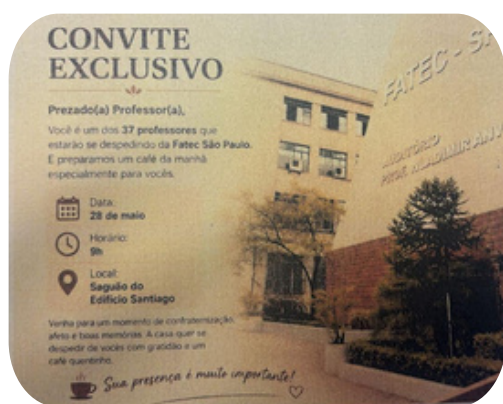 CONVITE
EXCLUSIVO
Prezado(a) Professor(a),
Você é um dos 37 professores que
estarão se despedindo da Fatec São Paulo.
E preparamos um café da manhã
especialmente para vocês.
Data:
28 de maio
Horário:
9h
Local:
Saguão do
Edifício Santiago
Venha para um momento de confraternização,
afeto e boas memórias. A casa quer se
despedir de vocês com gratidão e um
café quentinho.
Sua presença é muito importante!
FATEC - S
AUDITÓRIO
PROF. WLADIMIR